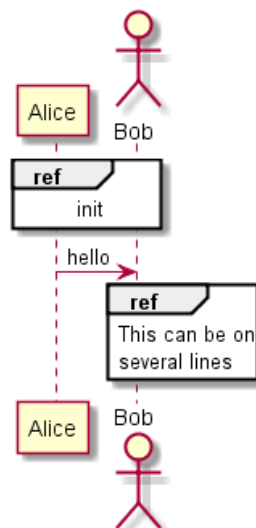 Alice
Bob
ref
init
hello
ref
This can be on
several lines
Alice
Bob